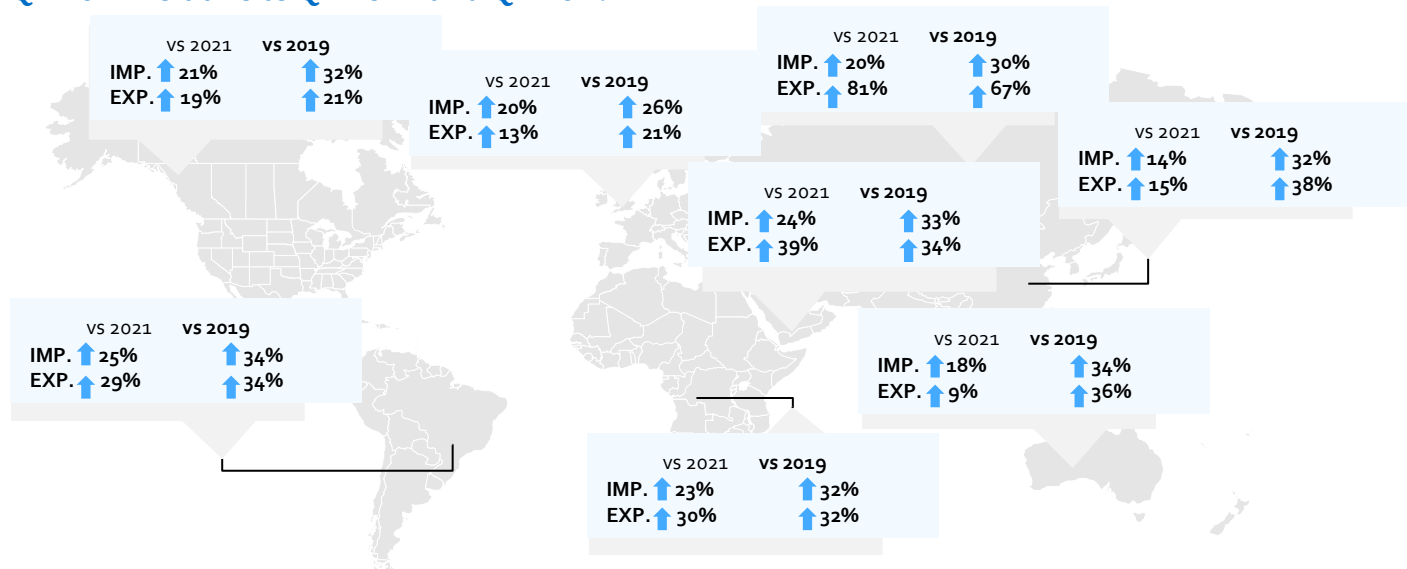 VS 2021 VS 2019
IMP. 21% 32%
EXP. 19% 21%
VS 2021 VS 2019
IMP. 20% 26%
EXP. 13% 21%
VS 2021 VS 2019
IMP. 20% 30%
EXP. 81% 67%
VS 2021 VS 2019
IMP. 14% 32%
EXP. 15% 38%
VS 2021 VS 2019
IMP. 24% 33%
EXP. 39% 34%
VS 2021 VS 2019
IMP. 25% 34%
EXP. 29% 34%
VS 2021 VS 2019
IMP. 18% 34%
EXP. 9% 36%
VS 2021 VS 2019
IMP. 23% 32%
EXP. 30% 32%